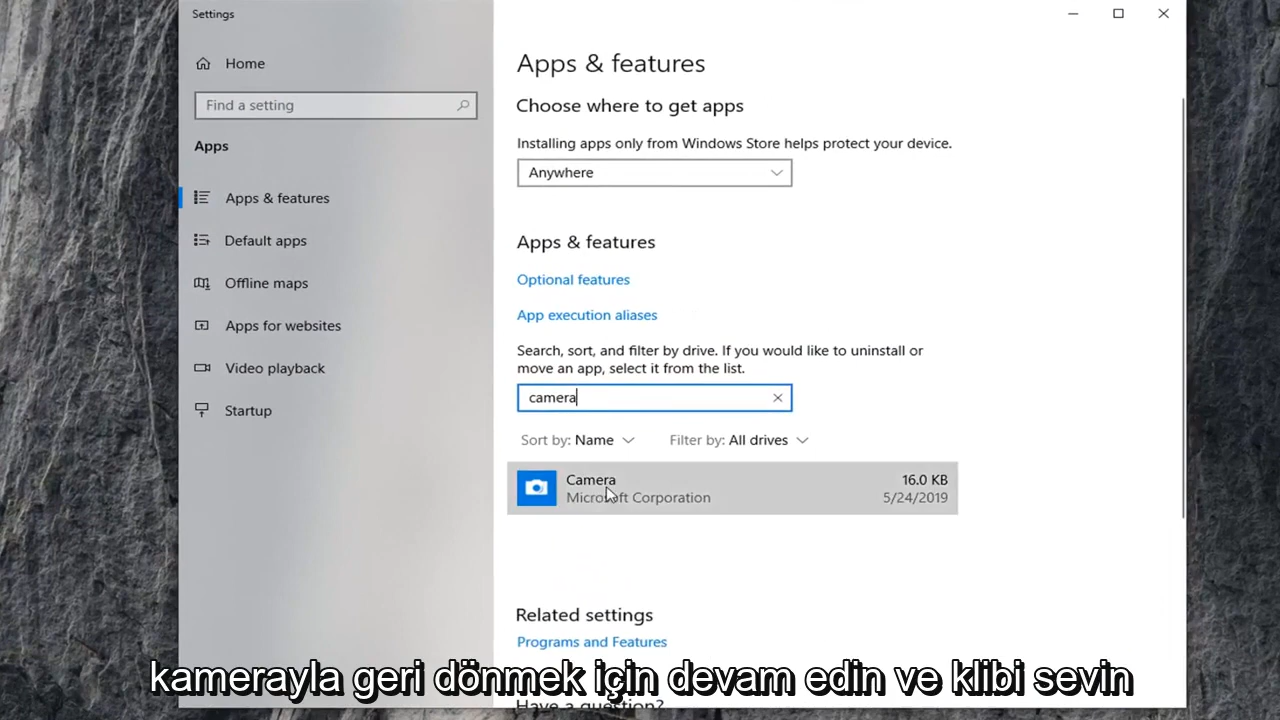 Settings
Home
Find a setting
Apps
Apps & features
Default apps
Offline maps
Apps for websites
Video playback
Startup
Apps & features
Choose where to get apps
Installing apps only from Windows Store helps protect your device.
Anywhere
Apps & features
Optional features
App execution aliases
Search, sort, and filter by drive. If you would like to uninstall or
move an app, select it from the list.
camera
Sort by: Name Filter by: All drives
Camera 16.0 KB
Microsoft Corporation 5/24/2019
Related settings
Programs and Features
kamerayla geri dönmek için devam edin ve klibi sevin
Have a question?